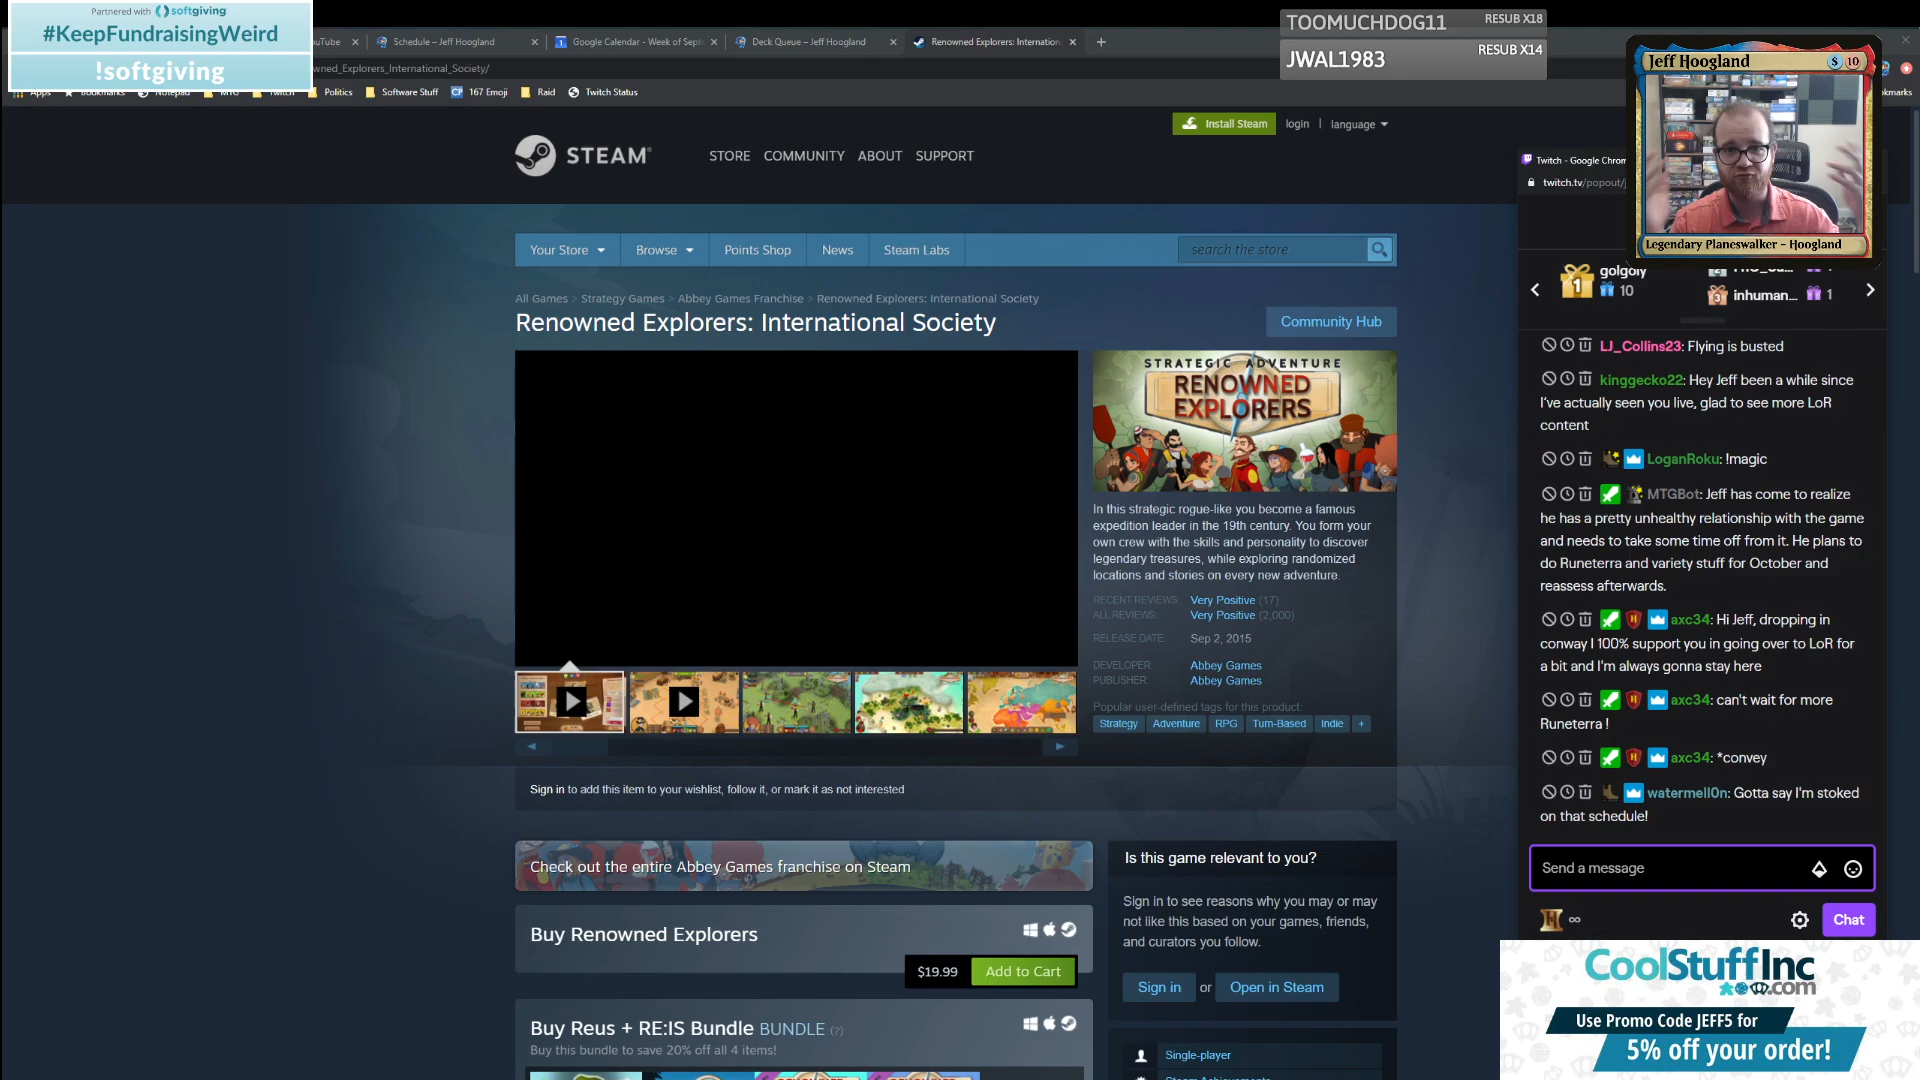 Partnered with softgiving
#KeepFundraisingWeird
!softgiving
TOOMUCHDOG11 RESUB X18
JWAL1983 RESUB X14
Schedule – Jeff Hoogland
Google Calendar - Week of Sept
Deck Queue – Jeff Hoogland
Renowned Explorers: Internation
wned_Explorers_International_Society/
Apps
Bookmarks
Notepad
MTG
Twitch
Politics
Software Stuff
CP 167 Emoji
Raid
Twitch Status
Jeff Hoogland $ 10
Legendary Planeswalker – Hoogland
Install Steam
login | language
STEAM®
STORE COMMUNITY ABOUT SUPPORT
Your Store
Browse
Points Shop
News
Steam Labs
search the store
All Games > Strategy Games > Abbey Games Franchise > Renowned Explorers: International Society
Renowned Explorers: International Society
Community Hub
STRATEGIC ADVENTURE
RENOWNED
EXPLORERS
In this strategic rogue-like you become a famous
expedition leader in the 19th century. You form your
own crew with the skills and personality to discover
legendary treasures, while exploring randomized
locations and stories on every new adventure.
RECENT REVIEWS: Very Positive (17)
ALL REVIEWS: Very Positive (2,000)
RELEASE DATE: Sep 2, 2015
DEVELOPER: Abbey Games
PUBLISHER: Abbey Games
Popular user-defined tags for this product:
Strategy Adventure RPG Turn-Based Indie +
Sign in to add this item to your wishlist, follow it, or mark it as not interested
Check out the entire Abbey Games franchise on Steam
Buy Renowned Explorers
$19.99 Add to Cart
Buy Reus + RE:IS Bundle BUNDLE (?)
Buy this bundle to save 20% off all 4 items!
Is this game relevant to you?
Sign in to see reasons why you may or may
not like this based on your games, friends,
and curators you follow.
Sign in or Open in Steam
Single-player
Twitch - Google Chrom
twitch.tv/popout/j
1 golgoly
10
3 inhuman... 1
LJ_Collins23: Flying is busted
kinggecko22: Hey Jeff been a while since
I've actually seen you live, glad to see more LoR
content
LoganRoku: !magic
MTGBot: Jeff has come to realize
he has a pretty unhealthy relationship with the game
and needs to take some time off from it. He plans to
do Runeterra and variety stuff for October and
reassess afterwards.
axc34: Hi Jeff, dropping in
conway I 100% support you in going over to LoR for
a bit and I'm always gonna stay here
axc34: can't wait for more
Runeterra !
axc34: *convey
watermell0n: Gotta say I'm stoked
on that schedule!
Send a message
∞
Chat
CoolStuffInc
.com
Use Promo Code JEFF5 for
5% off your order!